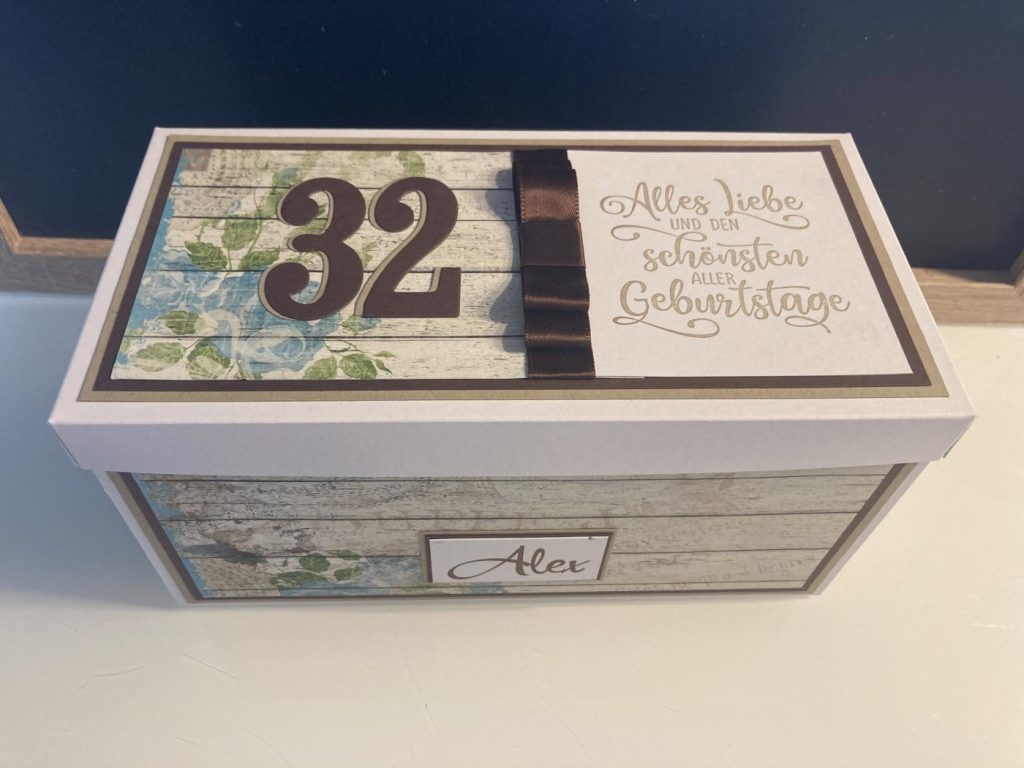 32
Alles Liebe
UND DEN
schönsten
ALLER
Geburtstage
Alex